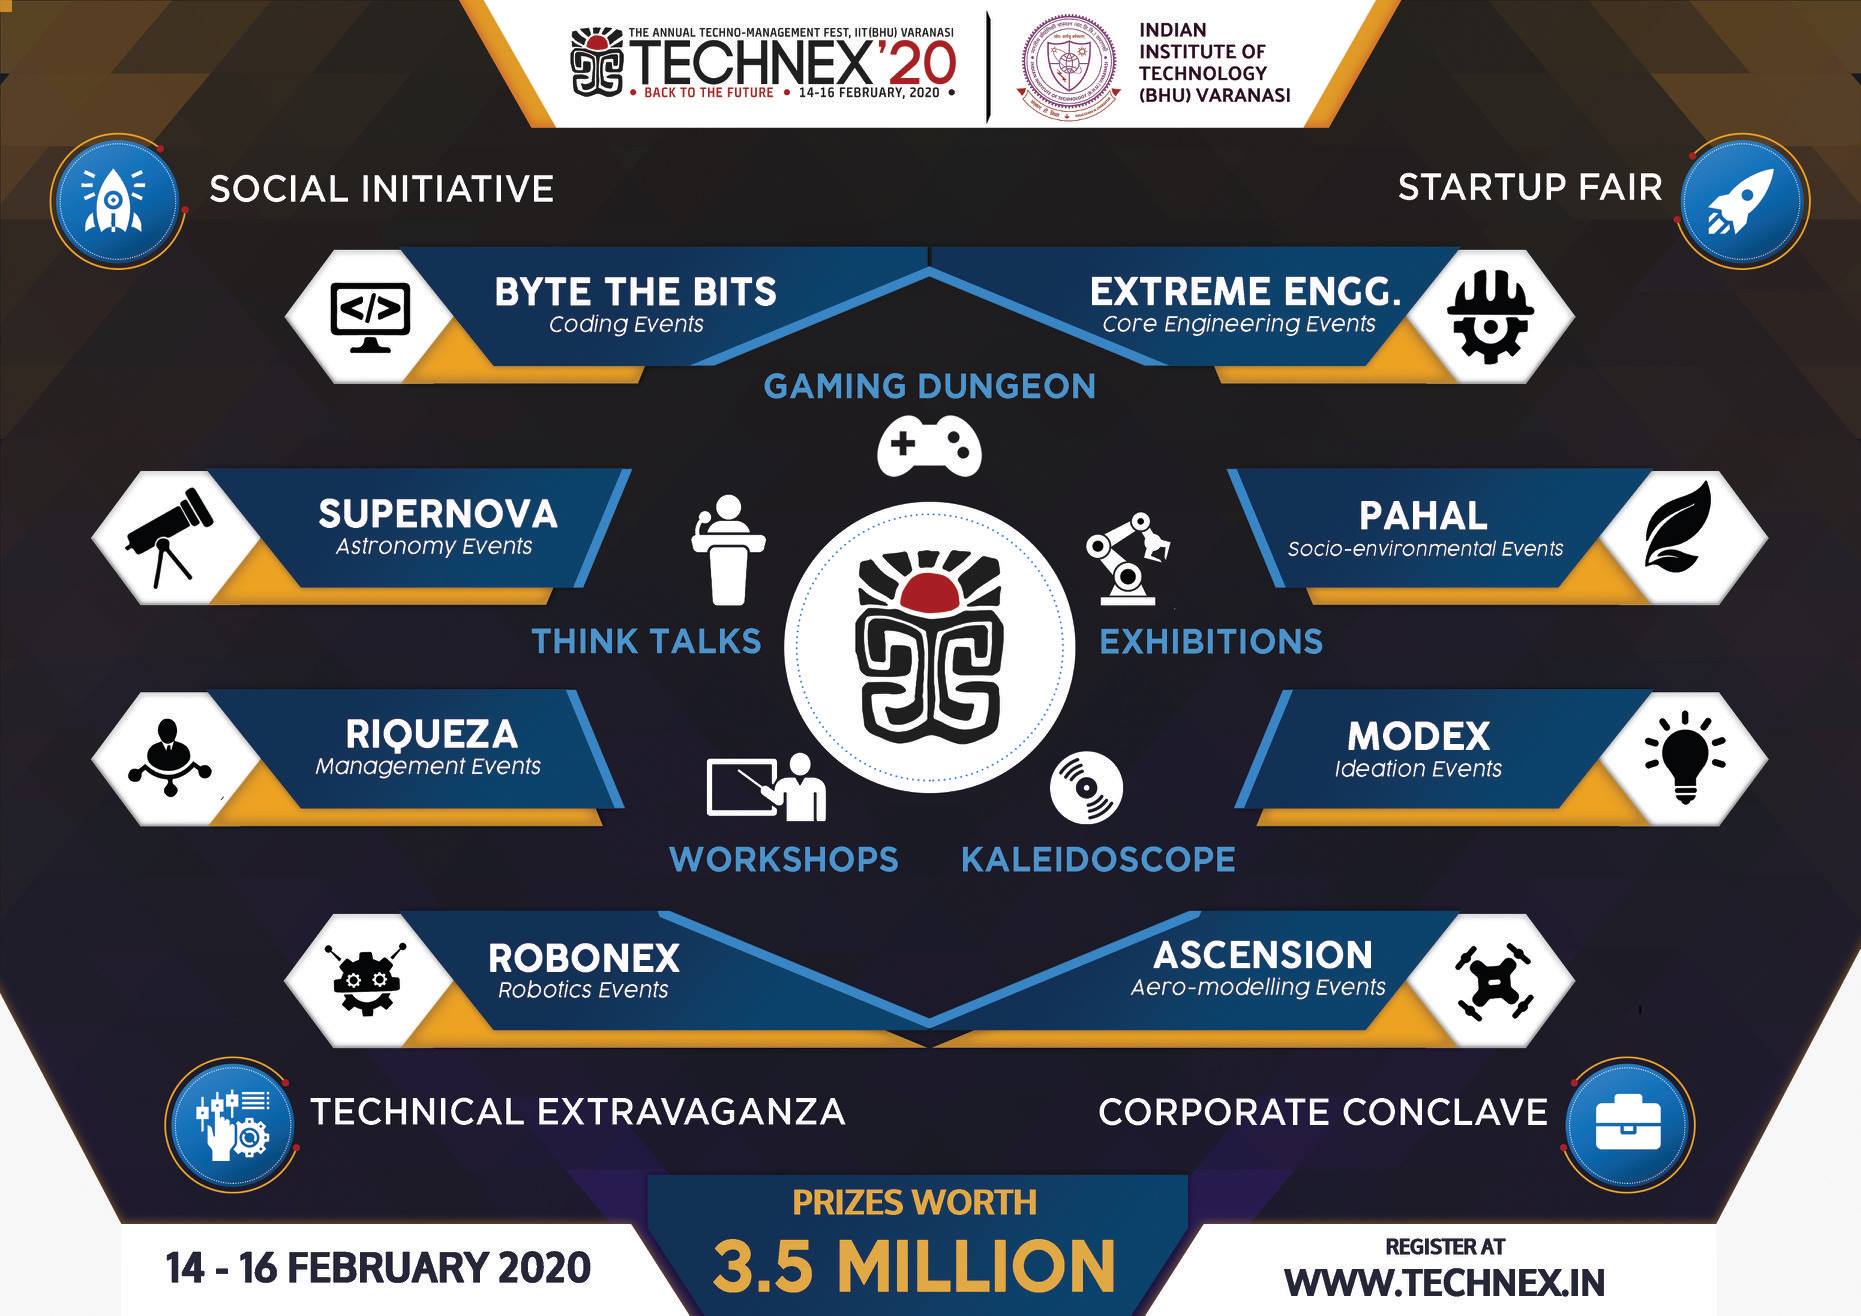 THE ANNUAL TECHNO-MANAGEMENT FEST, IIT(BHU) VARANASI
TECHNEX'20
• BACK TO THE FUTURE • 14-16 FEBRUARY, 2020 •
INDIAN
INSTITUTE OF
TECHNOLOGY
(BHU) VARANASI
SOCIAL INITIATIVE
STARTUP FAIR
BYTE THE BITS
Coding Events
EXTREME ENGG.
Core Engineering Events
GAMING DUNGEON
SUPERNOVA
Astronomy Events
PAHAL
Socio-environmental Events
THINK TALKS
EXHIBITIONS
RIQUEZA
Management Events
MODEX
Ideation Events
WORKSHOPS
KALEIDOSCOPE
ROBONEX
Robotics Events
ASCENSION
Aero-modelling Events
TECHNICAL EXTRAVAGANZA
CORPORATE CONCLAVE
PRIZES WORTH
3.5 MILLION
14 - 16 FEBRUARY 2020
REGISTER AT
WWW.TECHNEX.IN